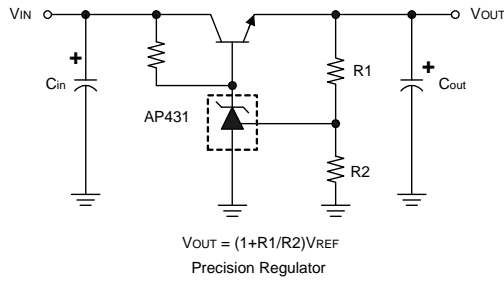 VIN
VOUT
+
Cin
R1
+
Cout
AP431
R2
VOUT = (1+R1/R2)VREF
Precision Regulator